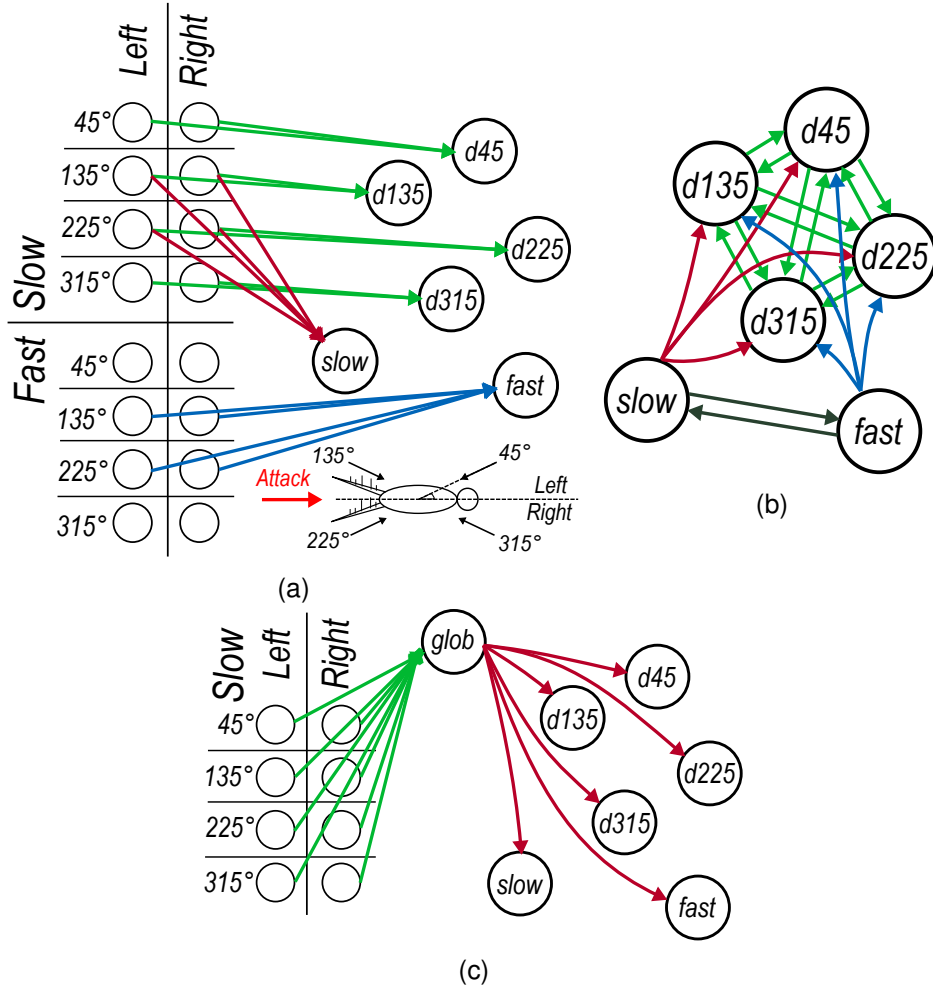 Left
Right
Slow
45°
135°
225°
315°
Fast
45°
135°
225°
315°
d45
d135
d225
d315
slow
fast
Attack
135°
45°
Left
Right
225°
315°
(a)
d45
d135
d225
d315
slow
fast
(b)
Slow
Left
Right
45°
135°
225°
315°
glob
d45
d135
d225
d315
slow
fast
(c)